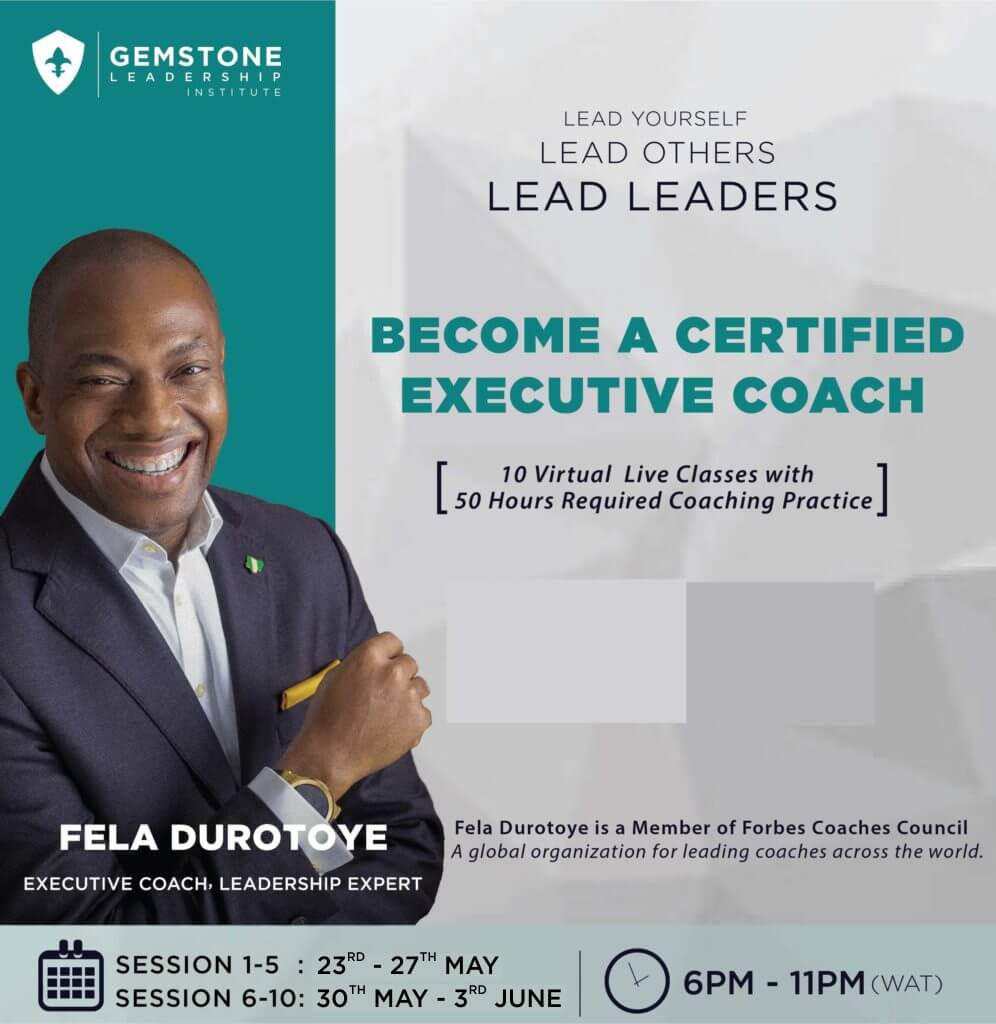 GEMSTONE
LEADERSHIP
INSTITUTE
LEAD YOURSELF
LEAD OTHERS
LEAD LEADERS
BECOME A CERTIFIED
EXECUTIVE COACH
[ 10 Virtual Live Classes with
50 Hours Required Coaching Practice ]
FELA DUROTOYE
EXECUTIVE COACH, LEADERSHIP EXPERT
Fela Durotoye is a Member of Forbes Coaches Council
A global organization for leading coaches across the world.
SESSION 1-5 : 23RD - 27TH MAY
SESSION 6-10: 30TH MAY - 3RD JUNE
6PM - 11PM (WAT)